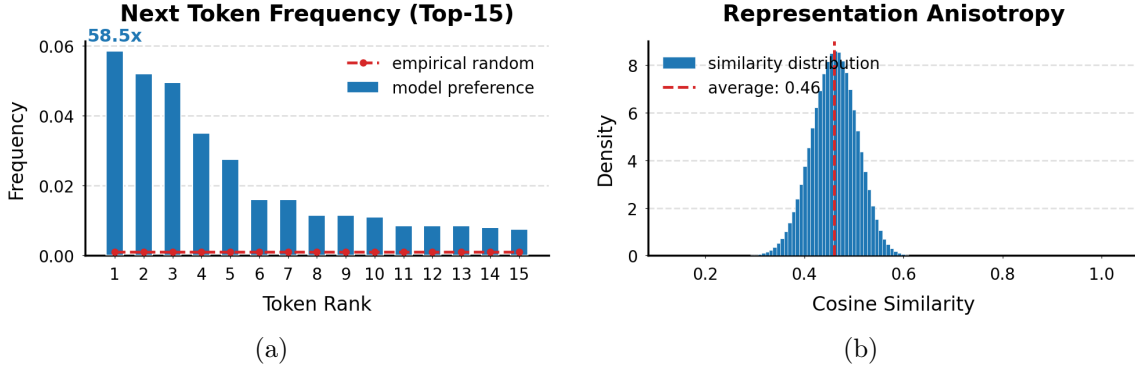 Next Token Frequency (Top-15)
58.5x
0.06
0.04
0.02
0.00
Frequency
empirical random
model preference
1 2 3 4 5 6 7 8 9 10 11 12 13 14 15
Token Rank
(a)
Representation Anisotropy
8
6
4
2
0
Density
similarity distribution
average: 0.46
0.2 0.4 0.6 0.8 1.0
Cosine Similarity
(b)